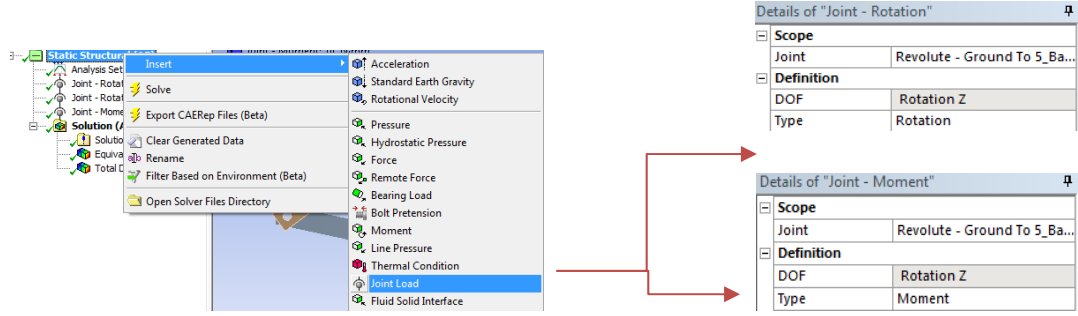 Static Structural
Analysis Set
Joint - Rotat
Joint - Rotat
Joint - Mome
Solution (A
Solutio
Equiva
Total D
Insert
Solve
Export CAERep Files (Beta)
Clear Generated Data
Rename
Filter Based on Environment (Beta)
Open Solver Files Directory
Acceleration
Standard Earth Gravity
Rotational Velocity
Pressure
Hydrostatic Pressure
Force
Remote Force
Bearing Load
Bolt Pretension
Moment
Line Pressure
Thermal Condition
Joint Load
Fluid Solid Interface
Details of "Joint - Rotation"
Scope
Joint Revolute - Ground To 5_Ba...
Definition
DOF Rotation Z
Type Rotation
Details of "Joint - Moment"
Scope
Joint Revolute - Ground To 5_Ba...
Definition
DOF Rotation Z
Type Moment